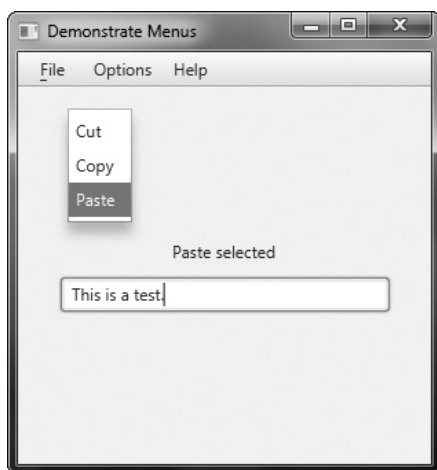 Demonstrate Menus
File Options Help
Cut
Copy
Paste
Paste selected
This is a test.